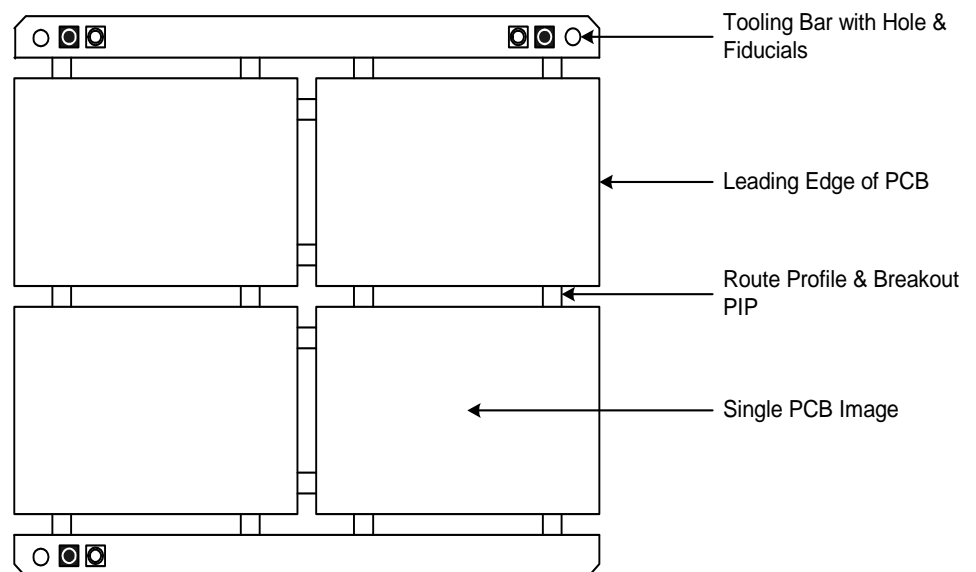 Tooling Bar with Hole &
Fiducials
Leading Edge of PCB
Route Profile & Breakout
PIP
Single PCB Image